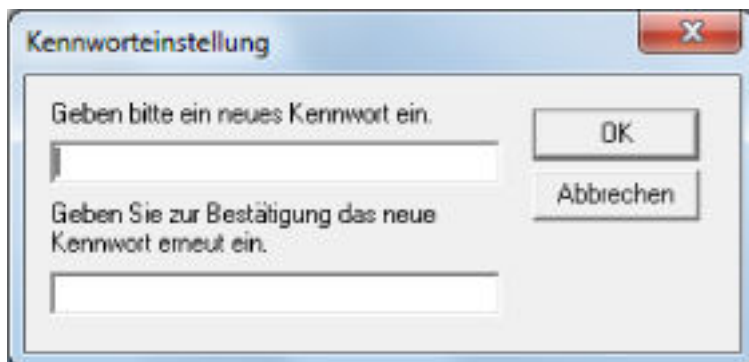 Kennworteinstellung
Geben bitte ein neues Kennwort ein.
OK
Abbrechen
Geben Sie zur Bestätigung das neue
Kennwort erneut ein.